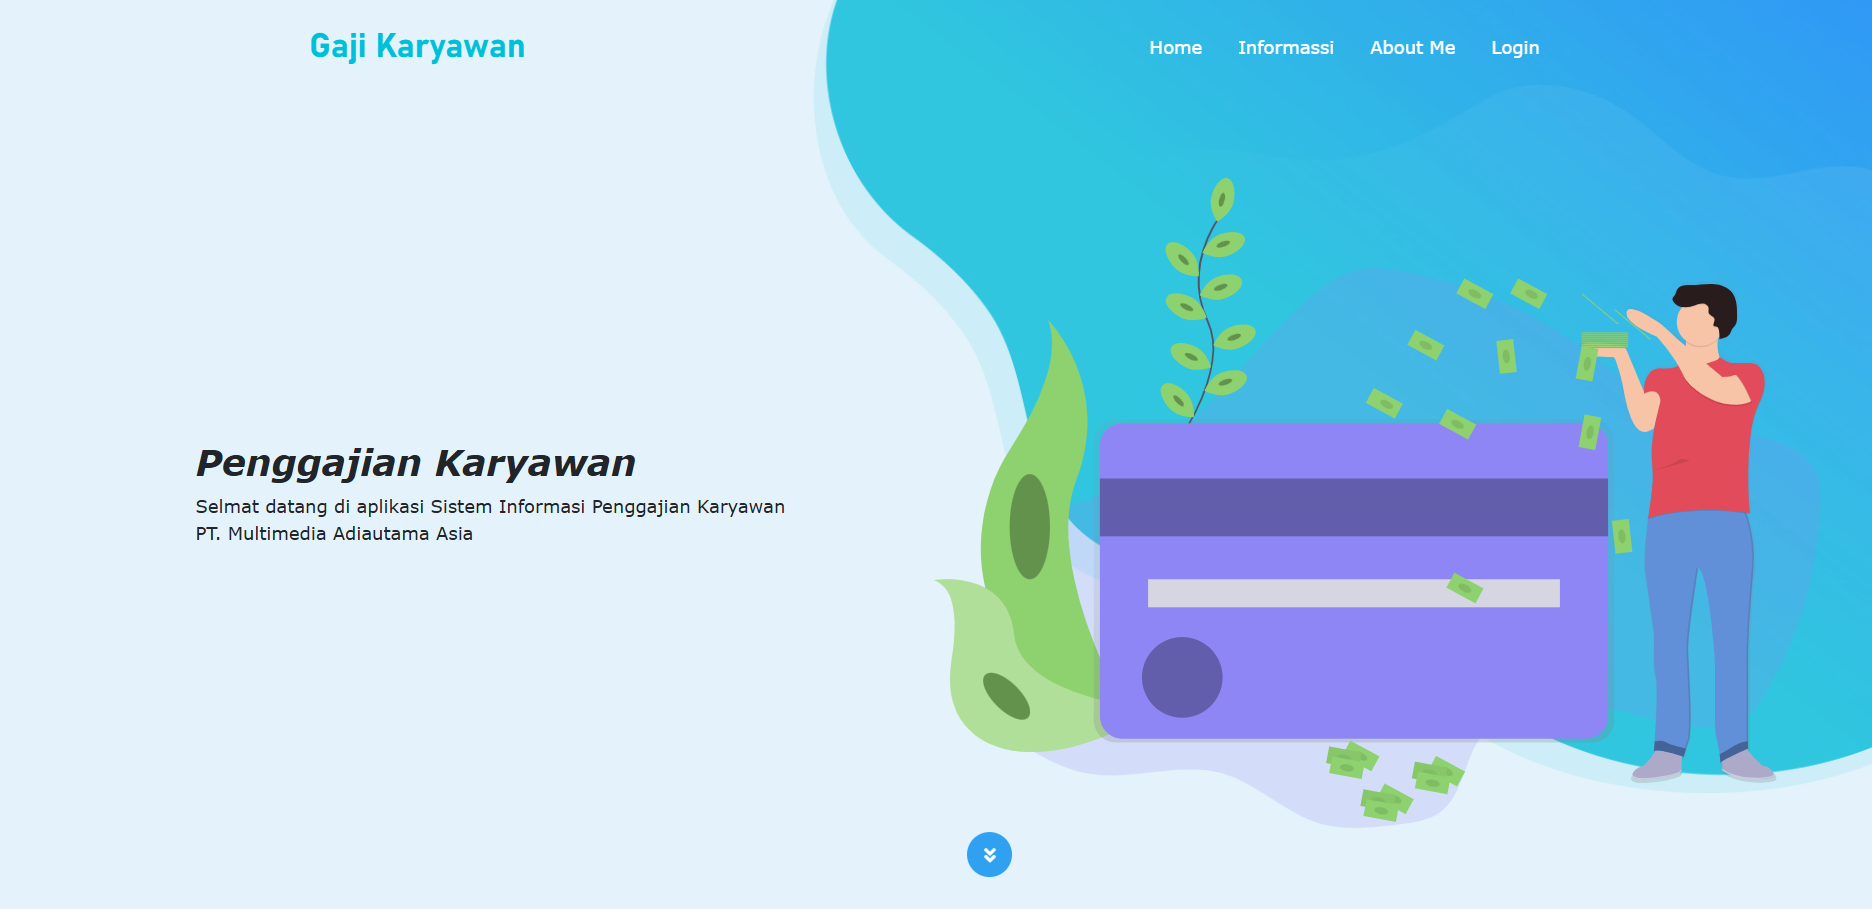 Gaji Karyawan
Home Informassi About Me Login
Penggajian Karyawan
Selmat datang di aplikasi Sistem Informasi Penggajian Karyawan
PT. Multimedia Adiautama Asia